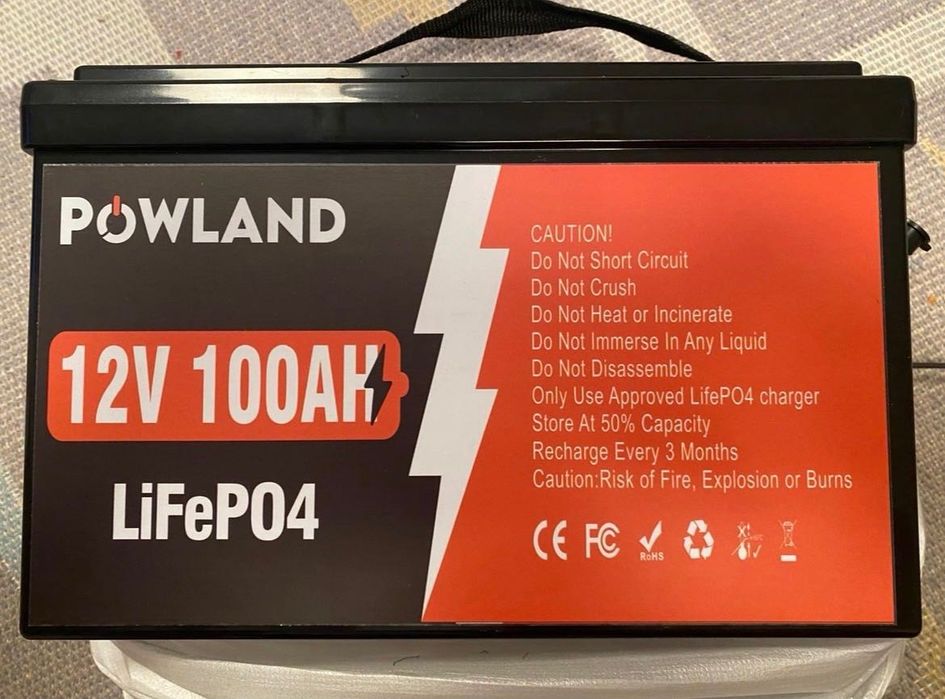 POWLAND
12V 100AH
LiFePO4
CAUTION!
Do Not Short Circuit
Do Not Crush
Do Not Heat or Incinerate
Do Not Immerse In Any Liquid
Do Not Disassemble
Only Use Approved LifePO4 charger
Store At 50% Capacity
Recharge Every 3 Months
Caution:Risk of Fire, Explosion or Burns
CE FC RoHS